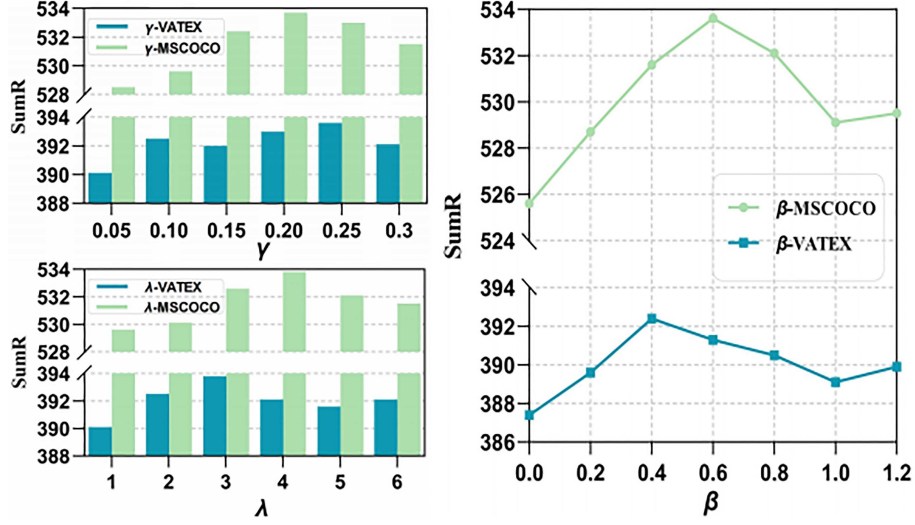 534
532
530
528
394
392
390
388
SumR
γ-VATEX
γ-MSCOCO
0.05 0.10 0.15 0.20 0.25 0.3
γ
534
532
530
528
394
392
390
388
SumR
λ-VATEX
λ-MSCOCO
1 2 3 4 5 6
λ
534
532
530
528
526
524
394
392
390
388
386
SumR
β-MSCOCO
β-VATEX
0.0 0.2 0.4 0.6 0.8 1.0 1.2
β